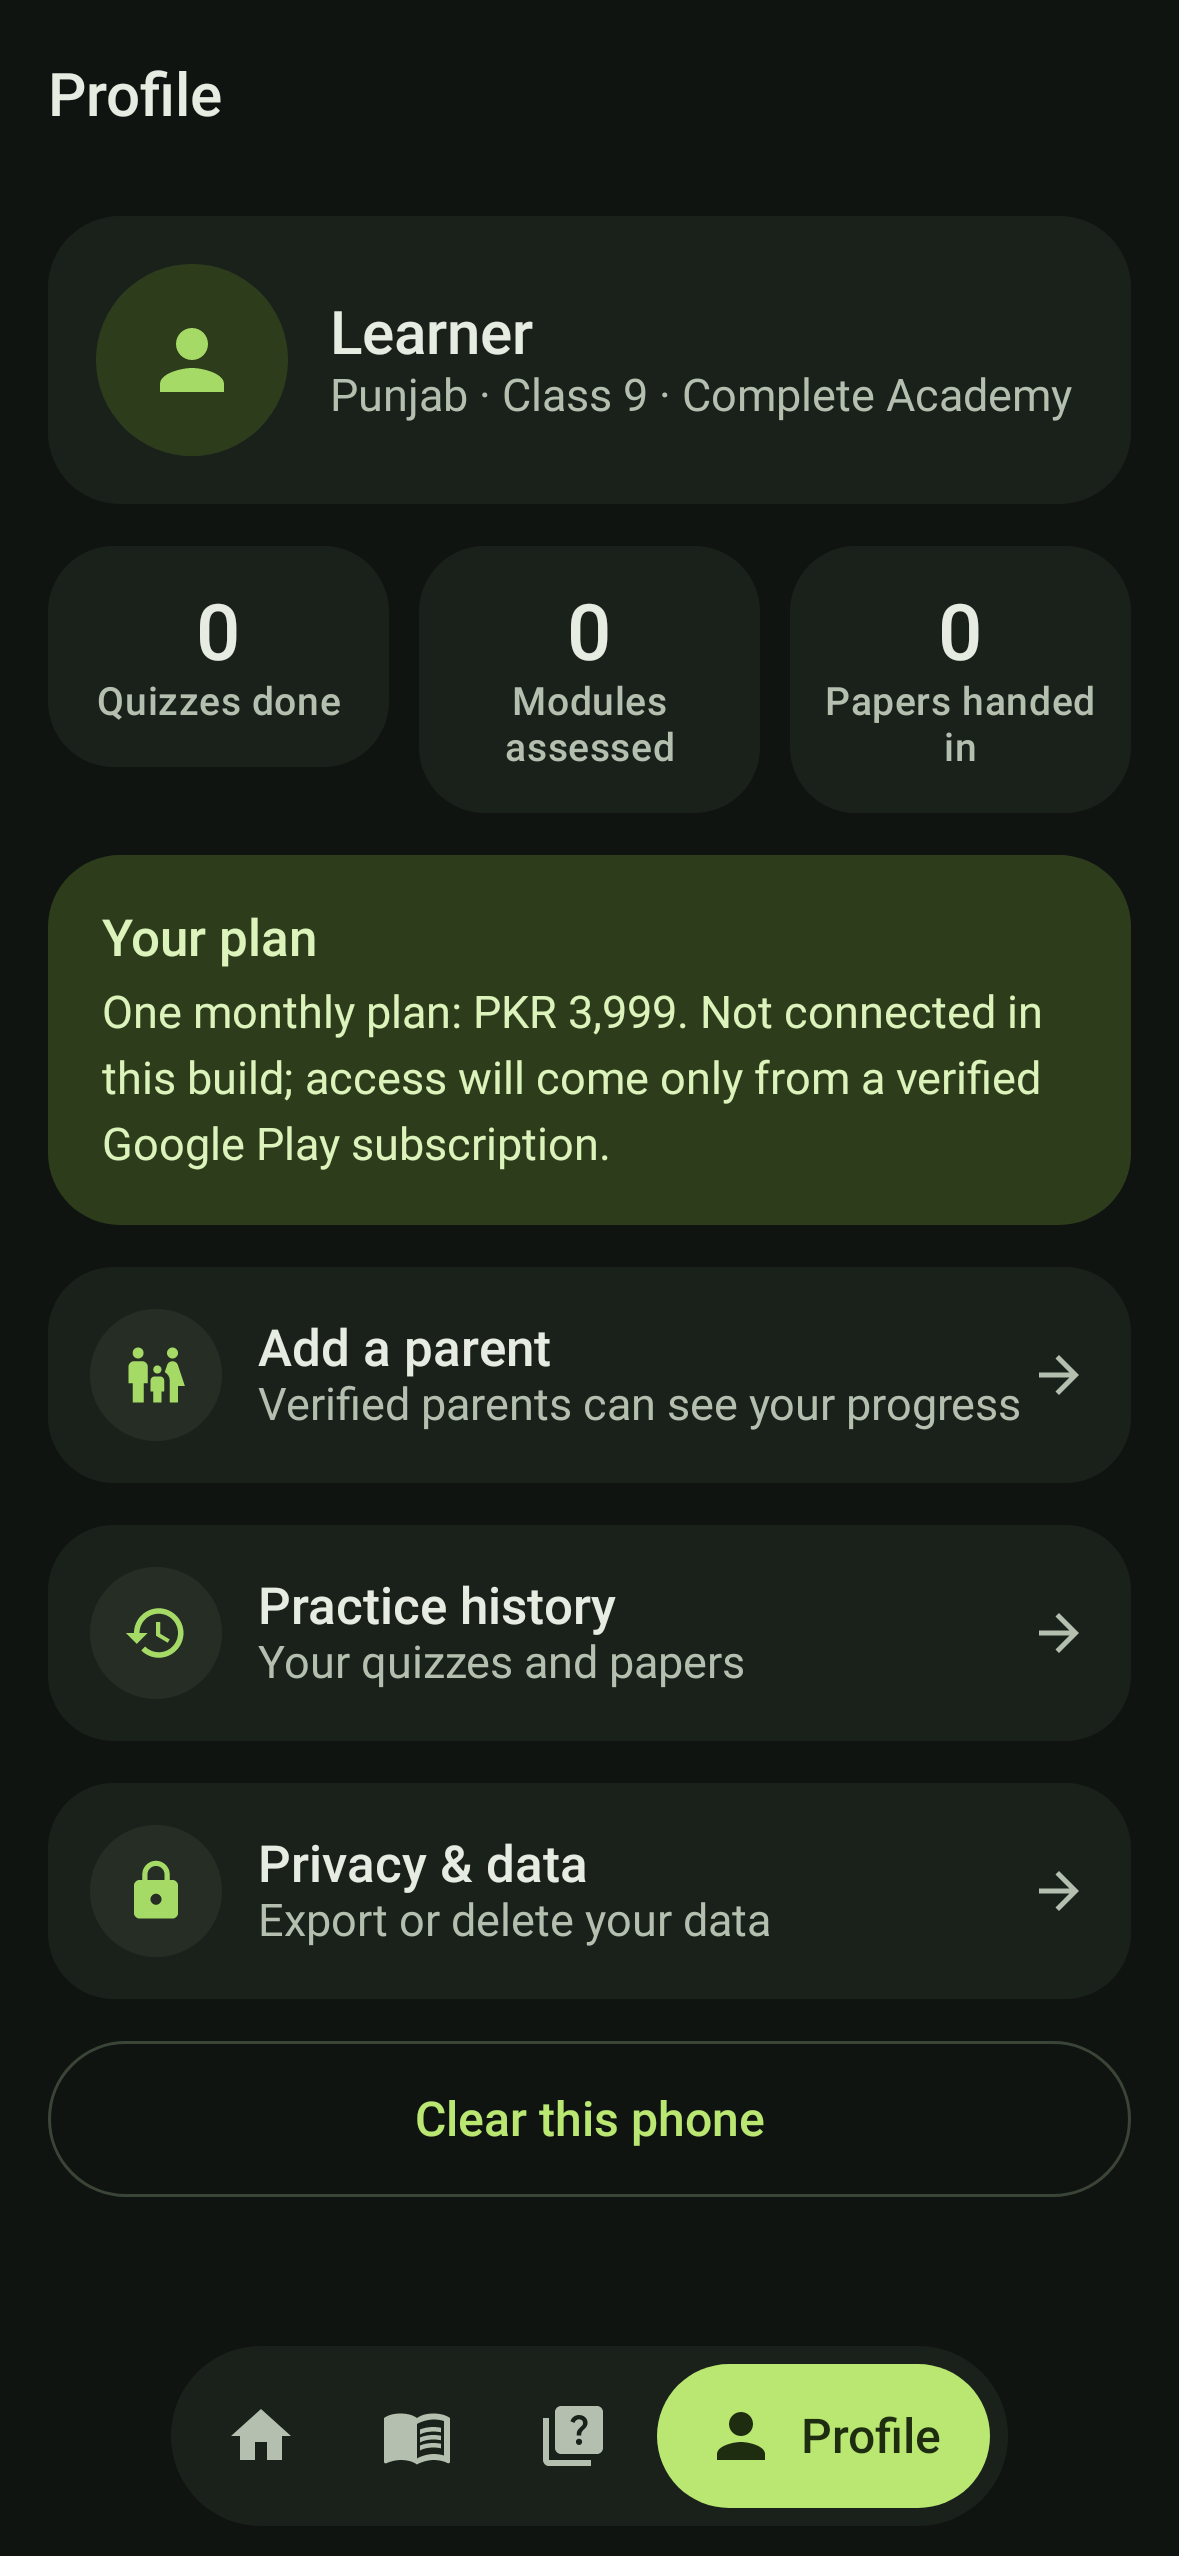 Profile
Learner
Punjab · Class 9 · Complete Academy
0
Quizzes done
0
Modules
assessed
0
Papers handed
in
Your plan
One monthly plan: PKR 3,999. Not connected in
this build; access will come only from a verified
Google Play subscription.
Add a parent
Verified parents can see your progress
Practice history
Your quizzes and papers
Privacy & data
Export or delete your data
Clear this phone
?
Profile